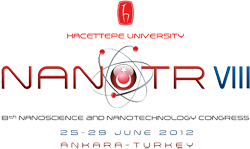 HACETTEPE UNIVERSITY
NANOTR VIII
8th NANOSCIENCE and NANOTECHNOLOGY CONGRESS
25-29 JUNE 2012
ANKARA-TURKEY